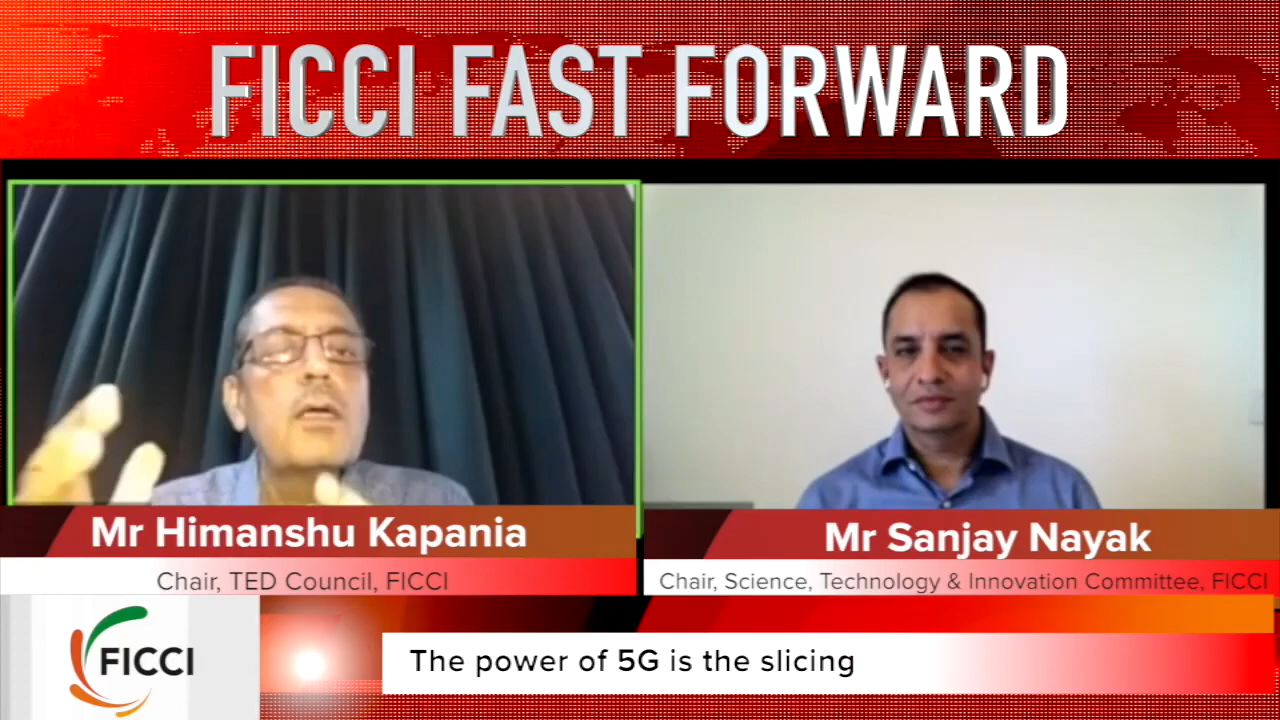 FICCI FAST FORWARD
Mr Himanshu Kapania
Chair, TED Council, FICCI
Mr Sanjay Nayak
Chair, Science, Technology & Innovation Committee, FICCI
FICCI
The power of 5G is the slicing